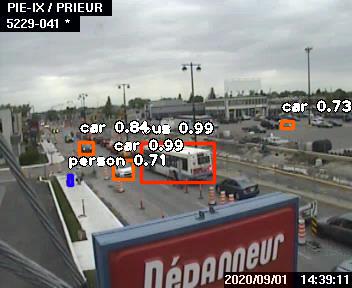 PIE-IX / PRIEUR
5229-041 *
car 0.73
car 0.84
bus 0.99
car 0.99
person 0.71
DÉPANNEUR
2020/09/01 14:39:11